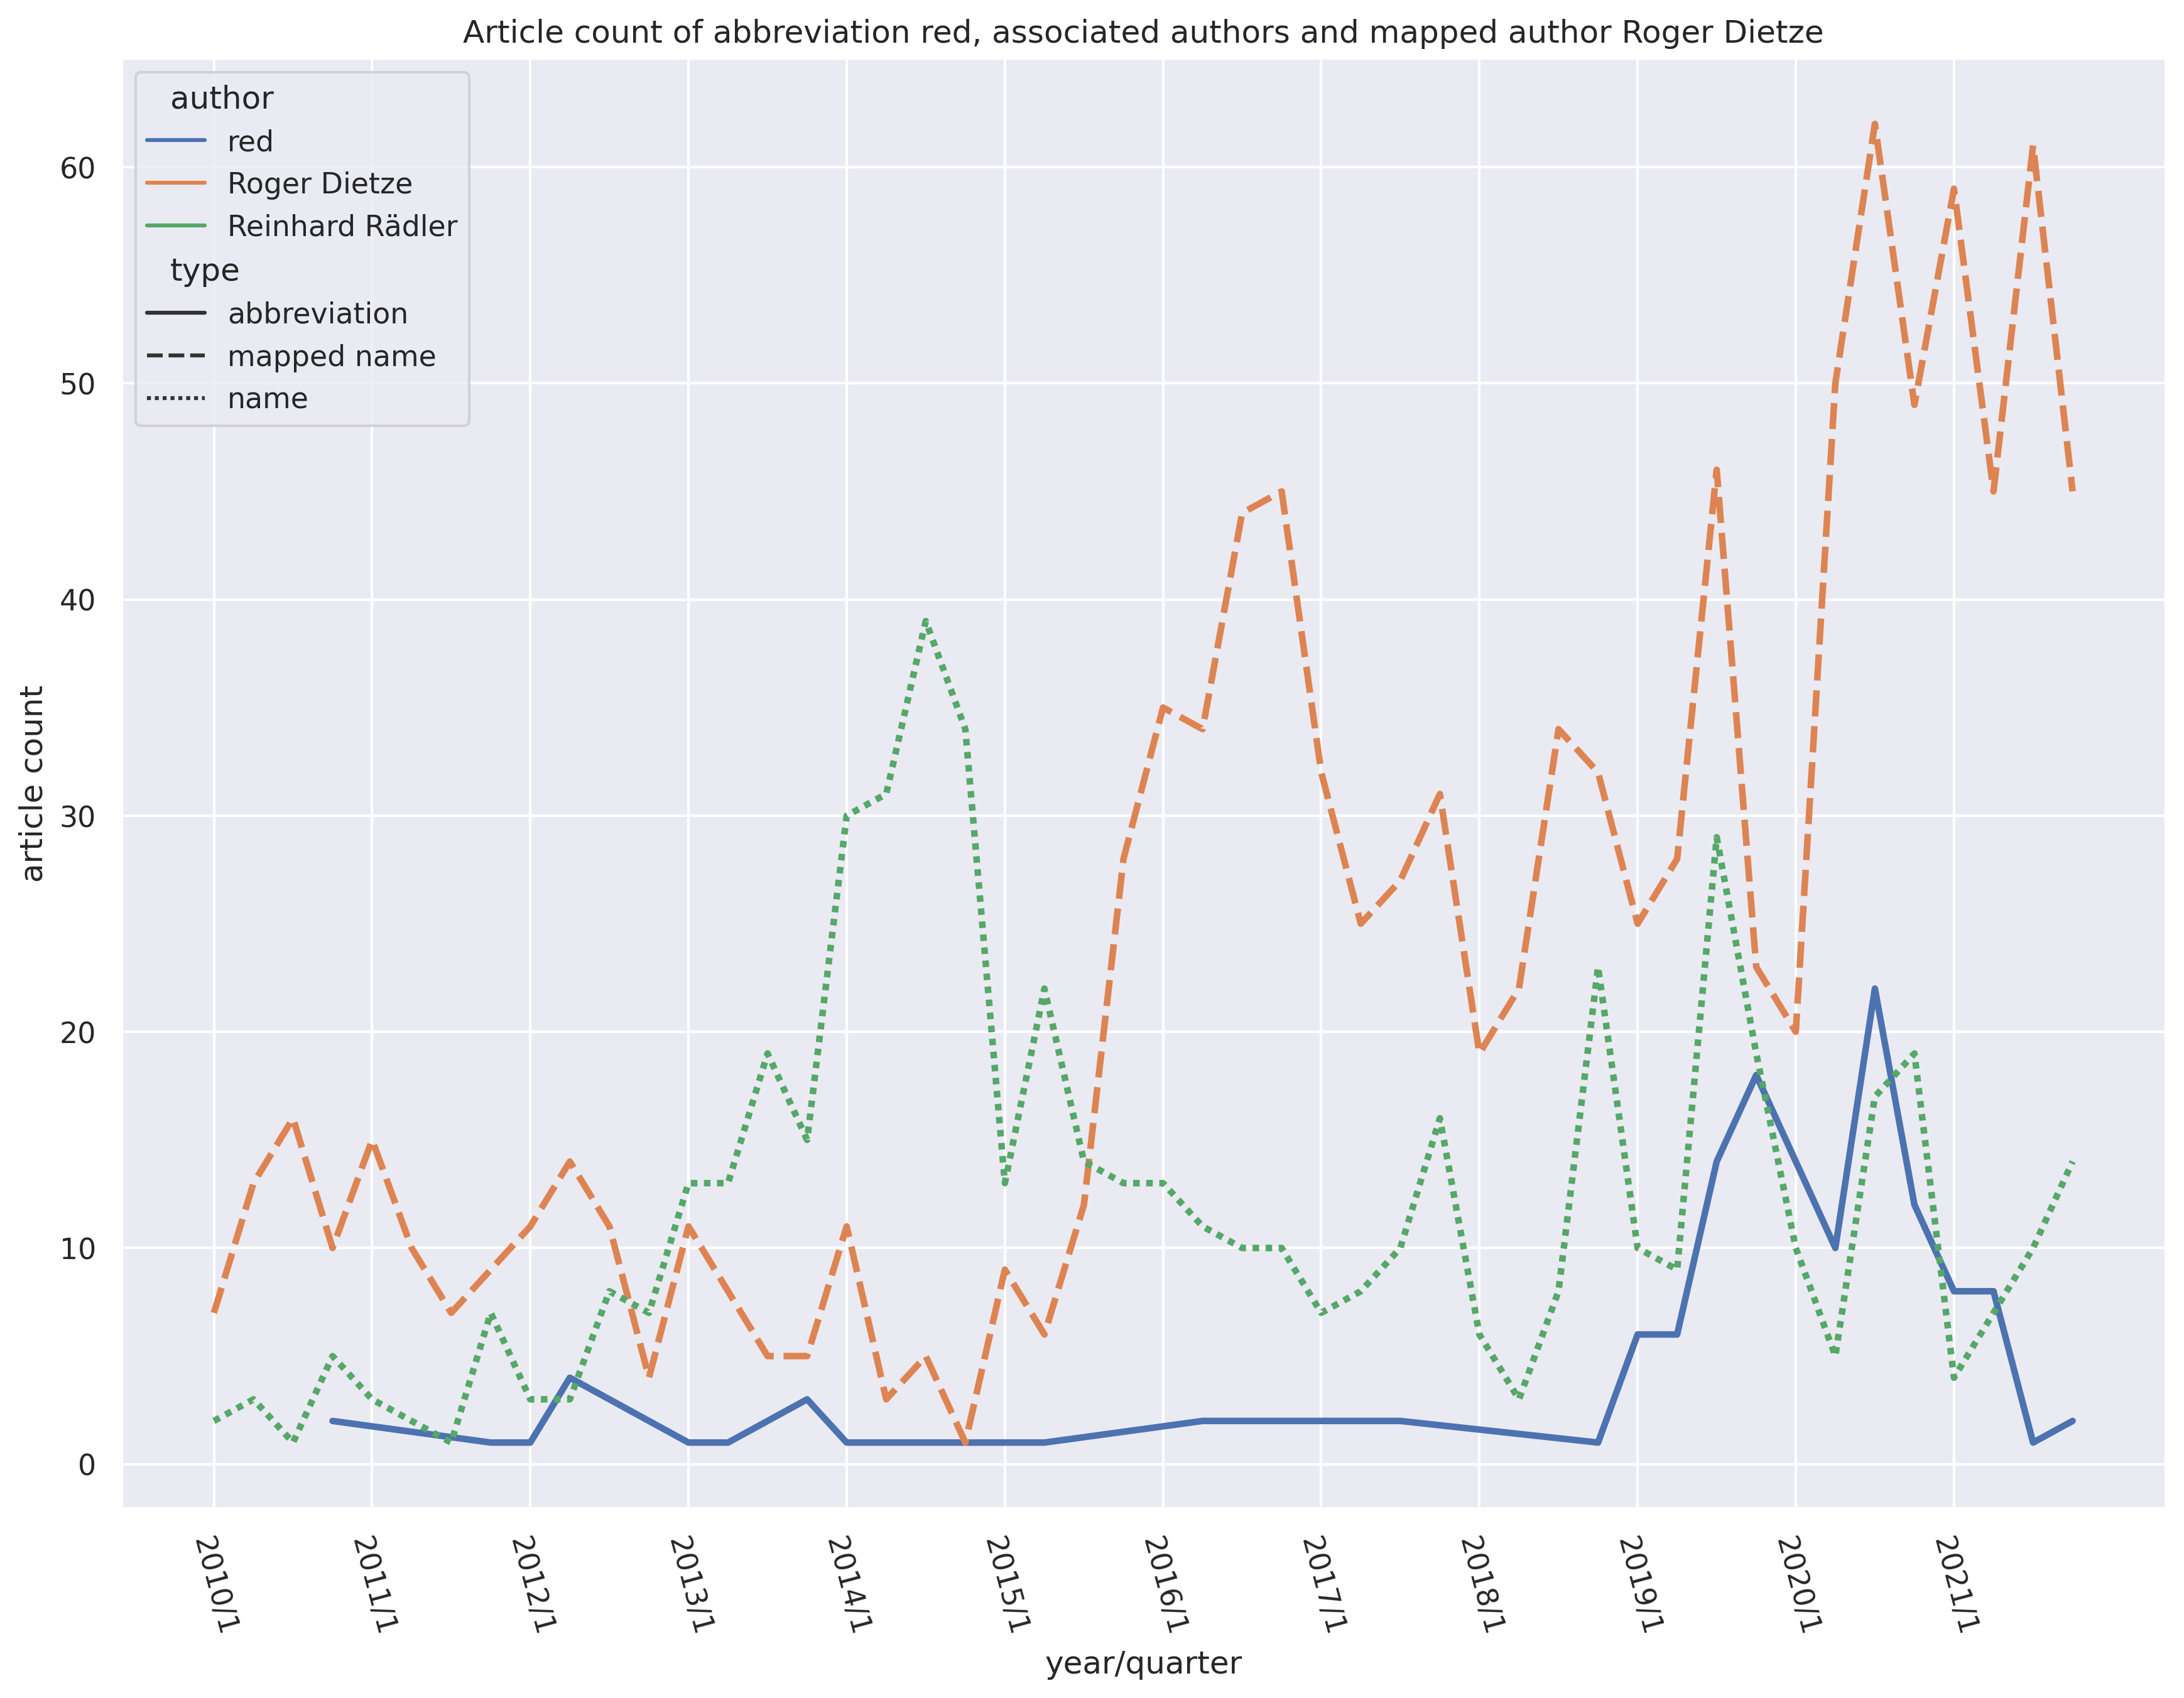 Article count of abbreviation red, associated authors and mapped author Roger Dietze
author
red
Roger Dietze
Reinhard Rädler
type
abbreviation
mapped name
name
article count
60
50
40
30
20
10
0
2010/1
2011/1
2012/1
2013/1
2014/1
2015/1
2016/1
2017/1
2018/1
2019/1
2020/1
2021/1
year/quarter